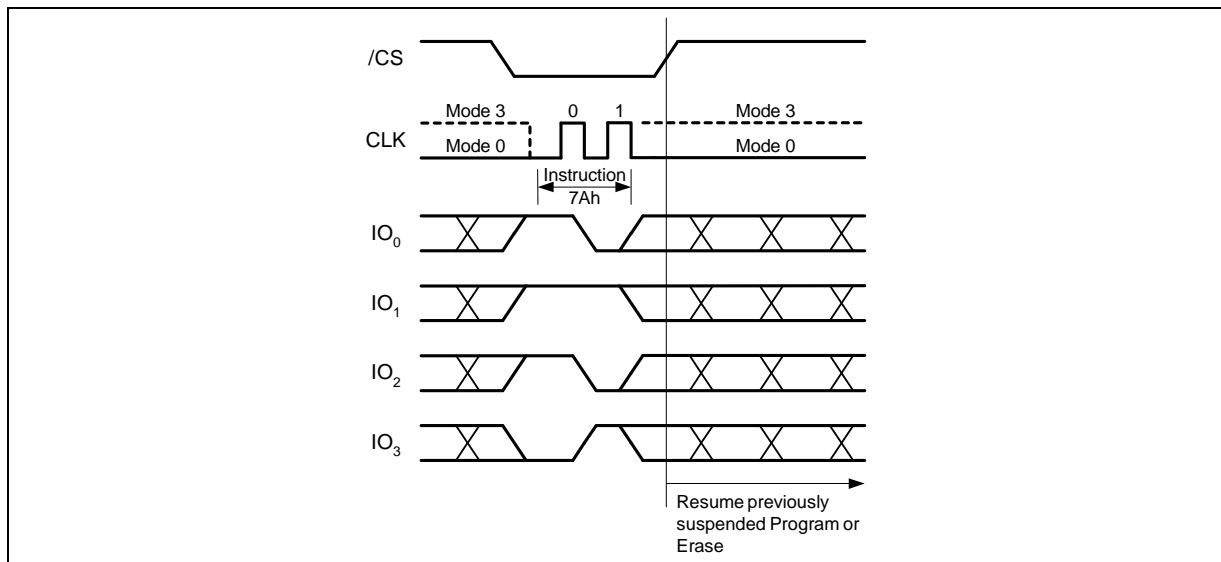 /CS
Mode 3 0 1 Mode 3
CLK
Mode 0 Mode 0
Instruction
7Ah
IO0
IO1
IO2
IO3
Resume previously
suspended Program or
Erase